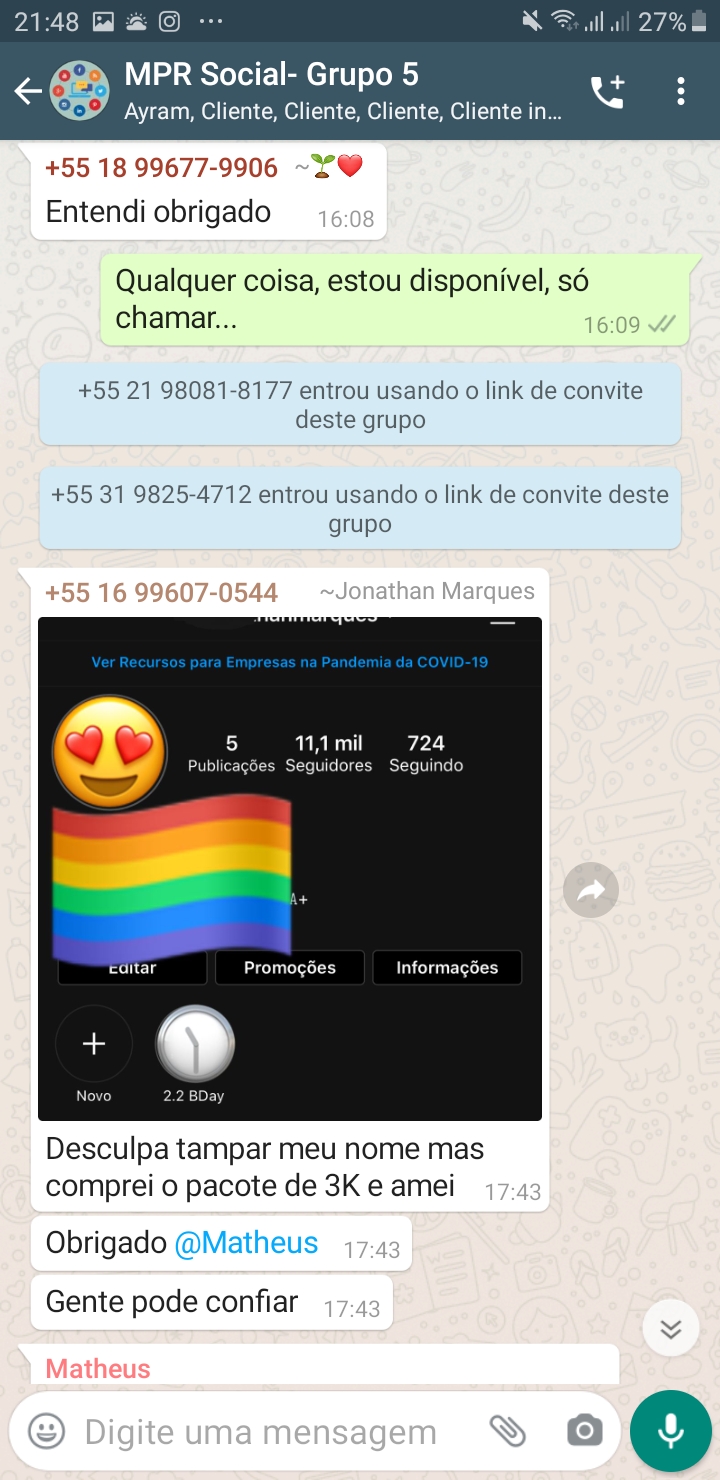 21:48
27%
MPR Social- Grupo 5
Ayram, Cliente, Cliente, Cliente, Cliente in...
+55 18 99677-9906 ~🌱❤️
Entendi obrigado 16:08
Qualquer coisa, estou disponível, só
chamar... 16:09
+55 21 98081-8177 entrou usando o link de convite
deste grupo
+55 31 9825-4712 entrou usando o link de convite deste
grupo
+55 16 99607-0544 ~Jonathan Marques
Ver Recursos para Empresas na Pandemia da COVID-19
5 11,1 mil 724
Publicações Seguidores Seguindo
A+
Editar Promoções Informações
Novo 2.2 BDay
Desculpa tampar meu nome mas
comprei o pacote de 3K e amei 17:43
Obrigado @Matheus 17:43
Gente pode confiar 17:43
Matheus
Digite uma mensagem